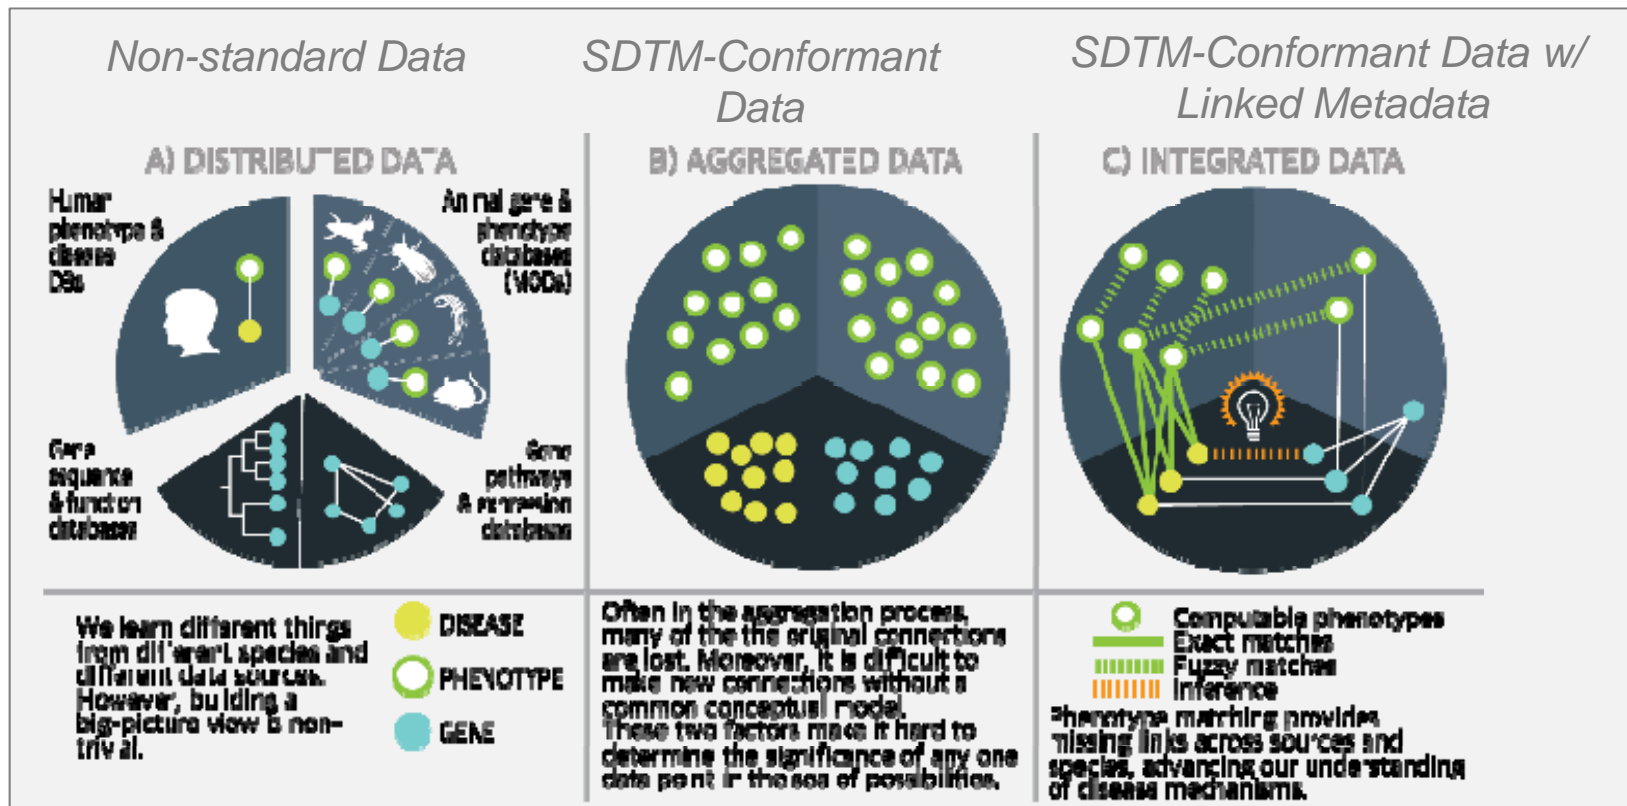 Non-standard Data
SDTM-Conformant
Data
SDTM-Conformant Data w/
Linked Metadata
A) DISTRIBUTED DATA
Human
phenotype &
disease
DBs
Animal gene &
phenotype
databases
(MODs)
Gene
sequence
& function
databases
Gene
pathways
& expression
databases
We learn different things
from different species and
different data sources.
However, building a
big-picture view is non-
trivial.
DISEASE
PHENOTYPE
GENE
B) AGGREGATED DATA
Often in the aggregation process,
many of the the original connections
are lost. Moreover, it is difficult to
make new connections without a
common conceptual model.
These two factors make it hard to
determine the significance of any one
data point in the sea of possibilities.
C) INTEGRATED DATA
Computable phenotypes
Exact matches
Fuzzy matches
Inference
Phenotype matching provides
missing links across sources and
species, advancing our understanding
of disease mechanisms.